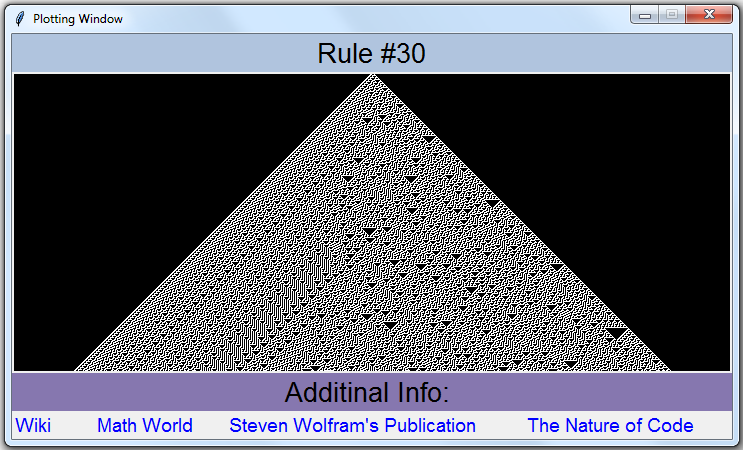 Plotting Window
Rule #30
Additinal Info:
Wiki Math World Steven Wolfram's Publication The Nature of Code